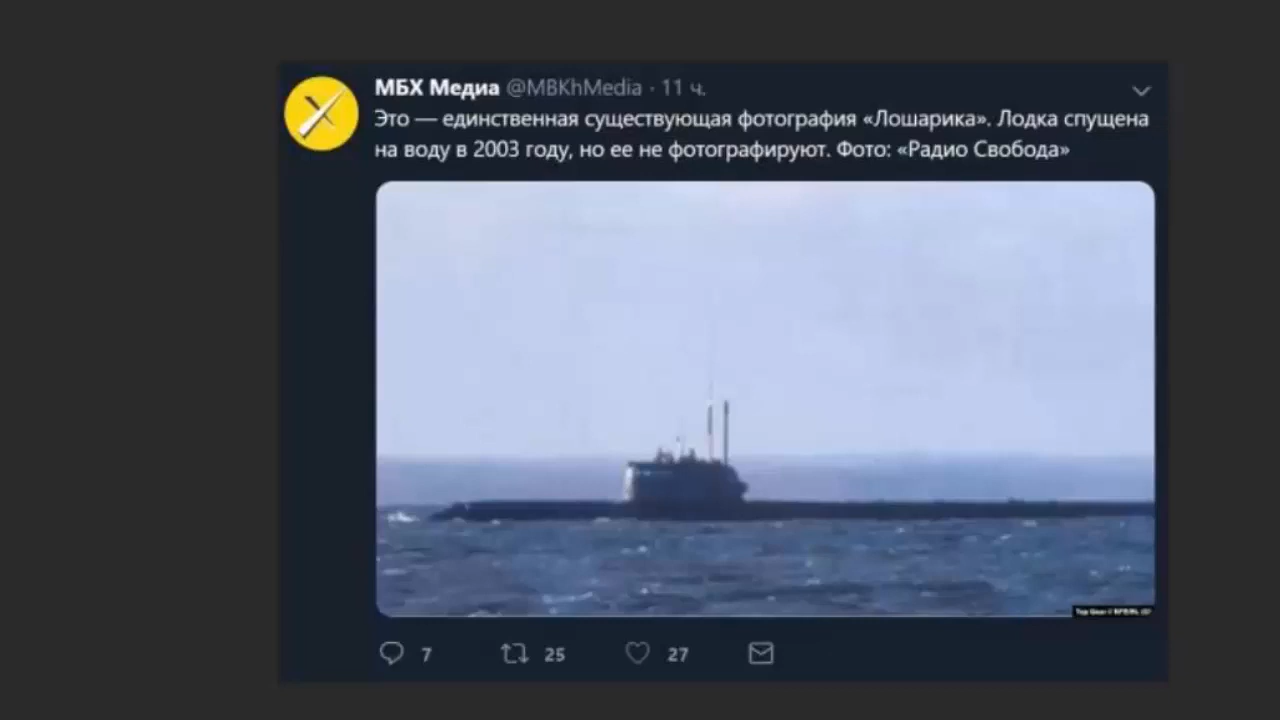 МБХ Медиа @MBKhMedia · 11 ч.
Это — единственная существующая фотография «Лошарика». Лодка спущена
на воду в 2003 году, но ее не фотографируют. Фото: «Радио Свобода»
7 25 27